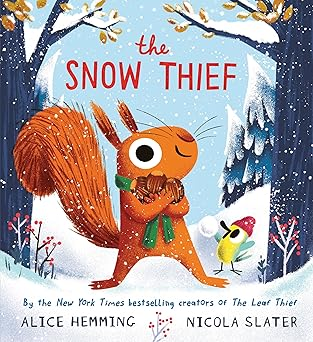 the
SNOW THIEF
By the New York Times bestselling creators of The Leaf Thief
ALICE HEMMING NICOLA SLATER